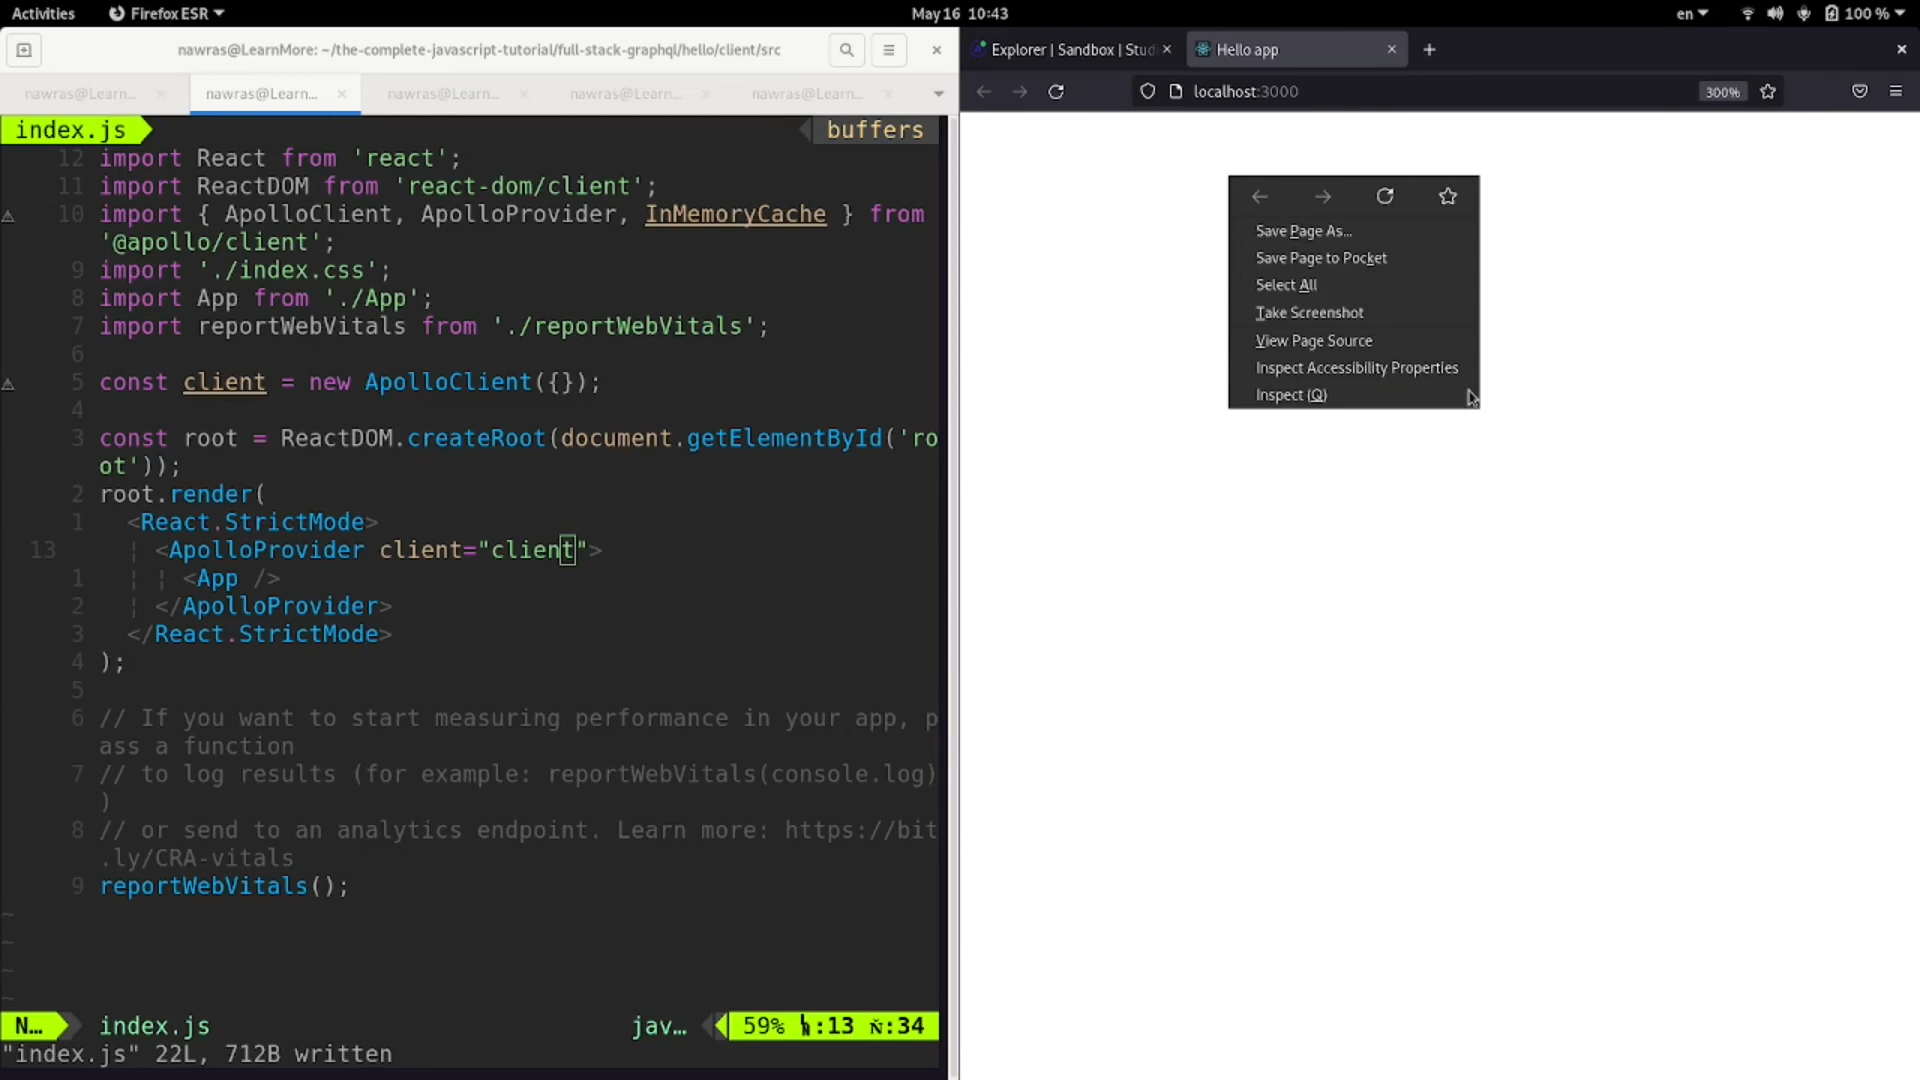 Activities
Firefox ESR
May 16 10:43
en
100 %
nawras@LearnMore: ~/the-complete-javascript-tutorial/full-stack-graphql/hello/client/src
nawras@Learn...
nawras@Learn...
nawras@Learn...
nawras@Learn...
nawras@Learn...
index.js
buffers
12 import React from 'react';
11 import ReactDOM from 'react-dom/client';
10 import { ApolloClient, ApolloProvider, InMemoryCache } from
'@apollo/client';
9 import './index.css';
8 import App from './App';
7 import reportWebVitals from './reportWebVitals';
6
5 const client = new ApolloClient({});
4
3 const root = ReactDOM.createRoot(document.getElementById('ro
ot'));
2 root.render(
1 <React.StrictMode>
13 ¦ <ApolloProvider client="client">
1 ¦ ¦ <App />
2 ¦ </ApolloProvider>
3 </React.StrictMode>
4 );
5
6 // If you want to start measuring performance in your app, p
ass a function
7 // to log results (for example: reportWebVitals(console.log)
)
8 // or send to an analytics endpoint. Learn more: https://bit
.ly/CRA-vitals
9 reportWebVitals();
~
~
~
~
N…
index.js
jav…
59% :13 :34
"index.js" 22L, 712B written
Explorer | Sandbox | Stud
Hello app
localhost:3000
300%
Save Page As…
Save Page to Pocket
Select All
Take Screenshot
View Page Source
Inspect Accessibility Properties
Inspect (Q)